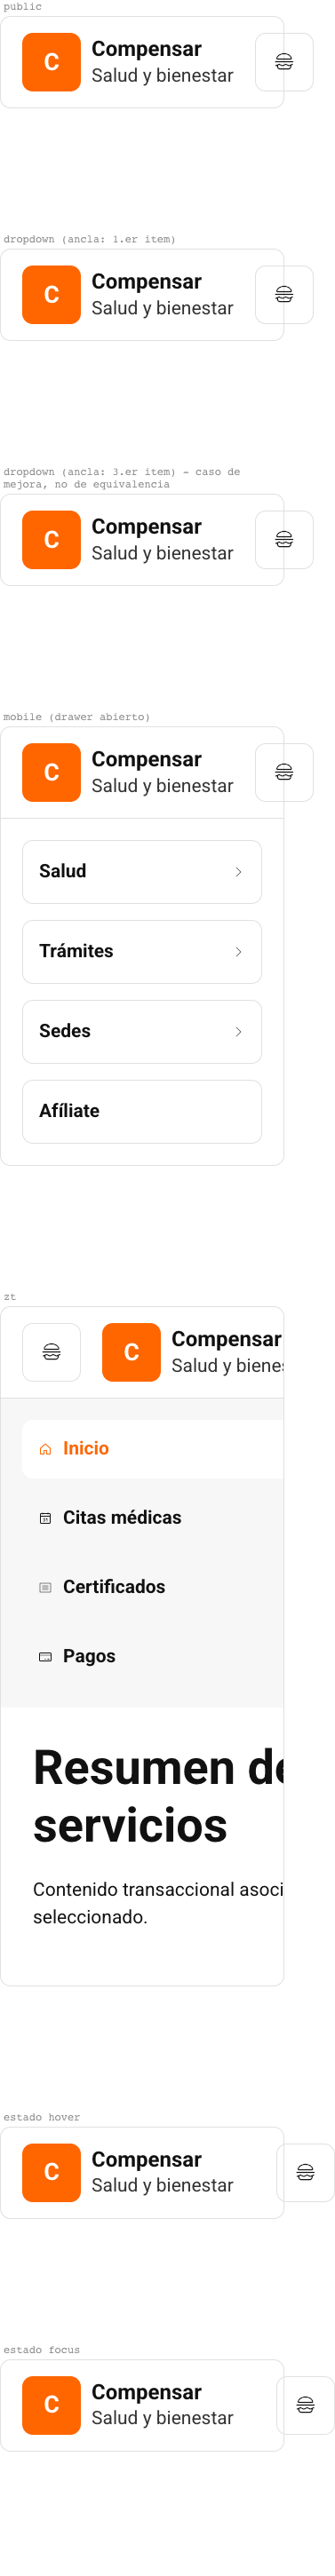 public
C
Compensar
Salud y bienestar
dropdown (ancla: 1.er item)
C
Compensar
Salud y bienestar
dropdown (ancla: 3.er item) - caso de
mejora, no de equivalencia
C
Compensar
Salud y bienestar
mobile (drawer abierto)
C
Compensar
Salud y bienestar
Salud
Trámites
Sedes
Afíliate
zt
C
Compensar
Salud y bienes
Inicio
Citas médicas
Certificados
Pagos
Resumen de
servicios
Contenido transaccional asoci
seleccionado.
estado hover
C
Compensar
Salud y bienestar
estado focus
C
Compensar
Salud y bienestar